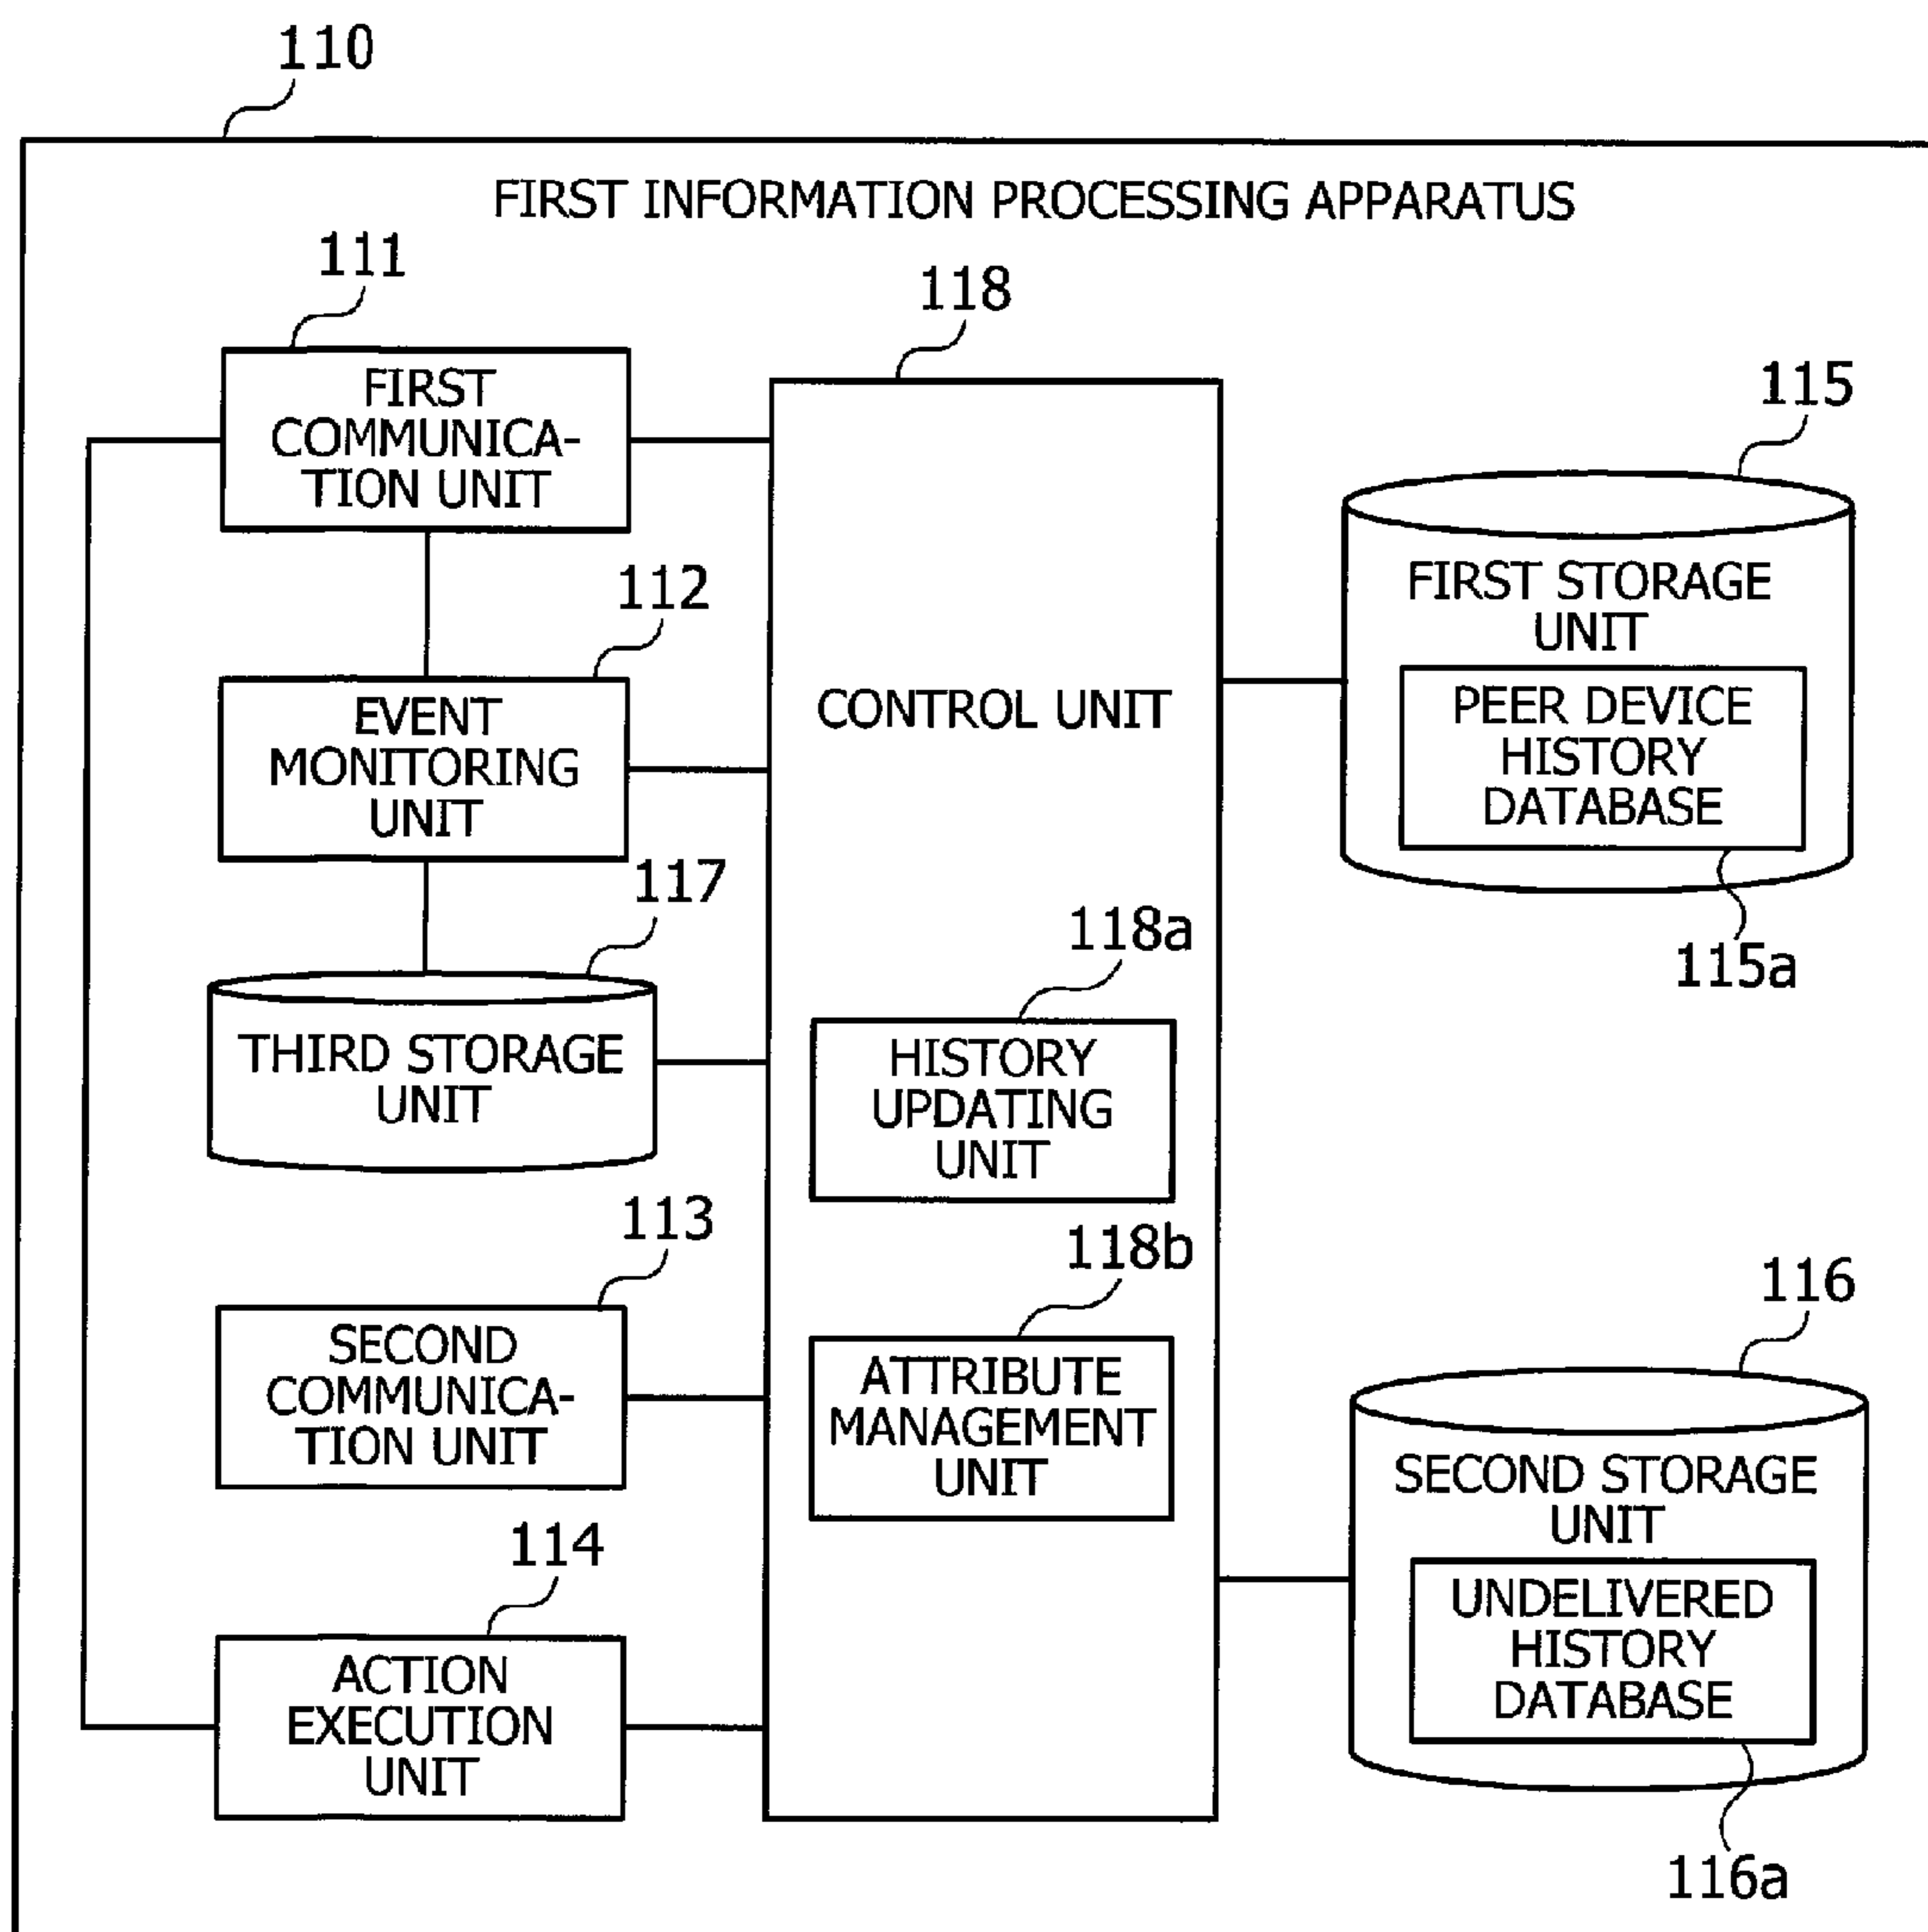 110
FIRST INFORMATION PROCESSING APPARATUS
111
FIRST
COMMUNICA-
TION UNIT
118
CONTROL UNIT
115
FIRST STORAGE
UNIT
PEER DEVICE
HISTORY
DATABASE
115a
112
EVENT
MONITORING
UNIT
117
THIRD STORAGE
UNIT
118a
HISTORY
UPDATING
UNIT
113
SECOND
COMMUNICA-
TION UNIT
118b
ATTRIBUTE
MANAGEMENT
UNIT
116
SECOND STORAGE
UNIT
UNDELIVERED
HISTORY
DATABASE
116a
114
ACTION
EXECUTION
UNIT